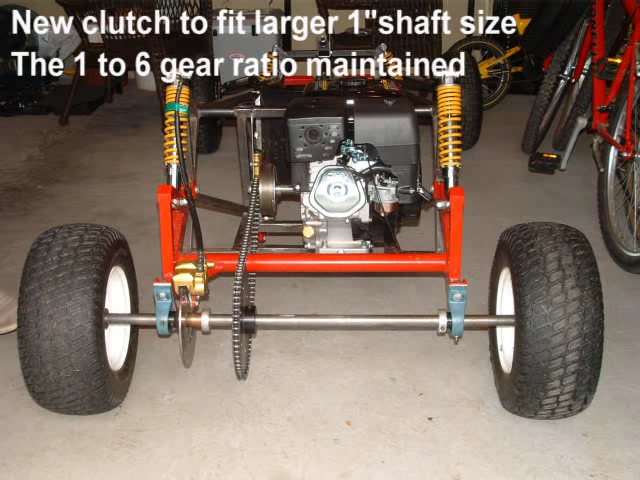 New clutch to fit larger 1"shaft size
The 1 to 6 gear ratio maintained